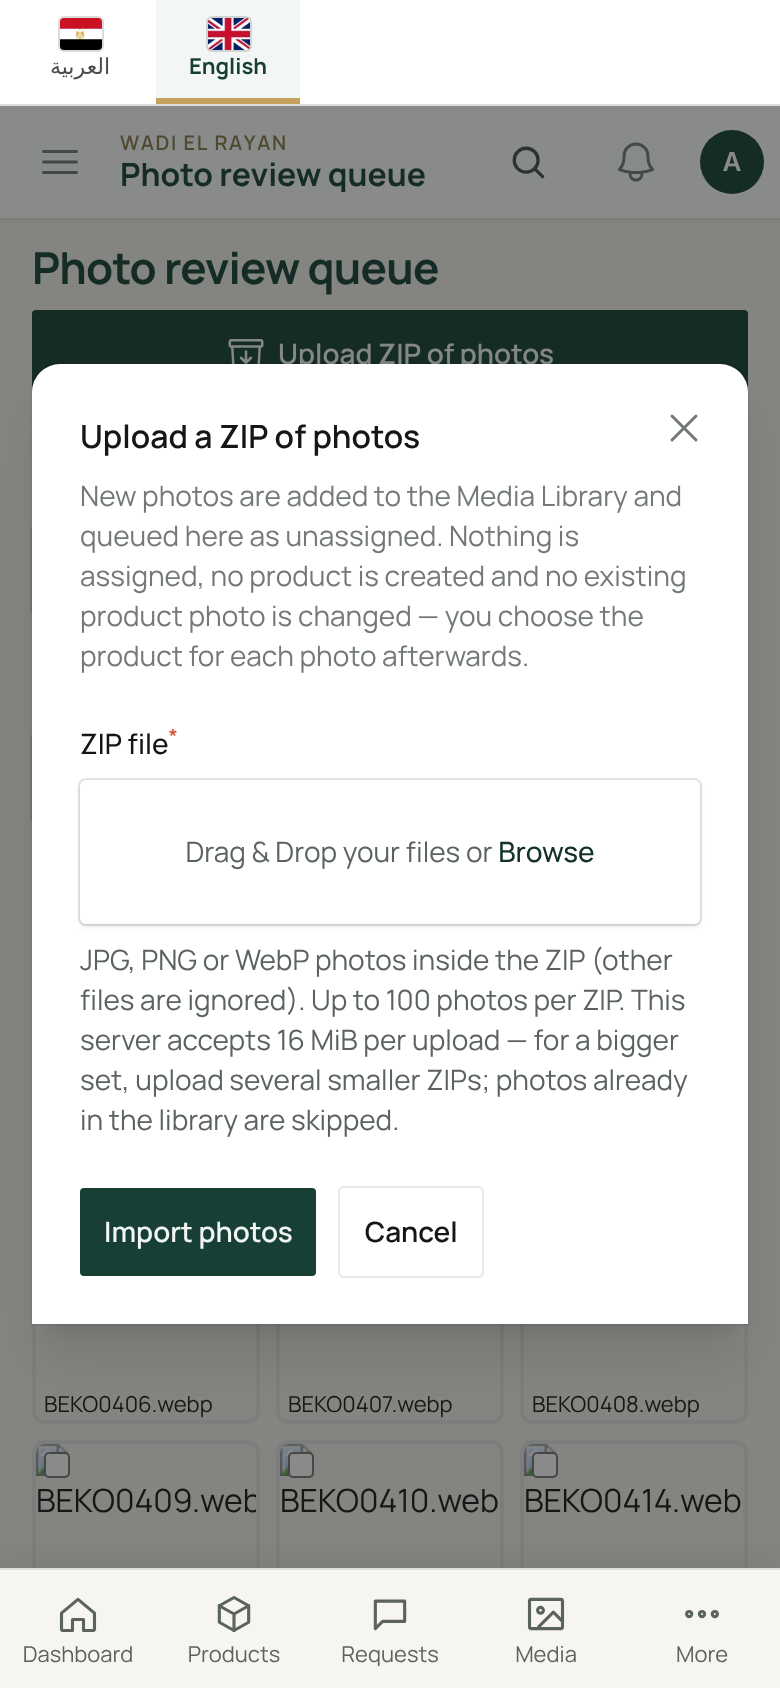 العربية
English
WADI EL RAYAN
Photo review queue
A
Photo review queue
Upload ZIP of photos
Upload a ZIP of photos
New photos are added to the Media Library and
queued here as unassigned. Nothing is
assigned, no product is created and no existing
product photo is changed — you choose the
product for each photo afterwards.
ZIP file*
Drag & Drop your files or Browse
JPG, PNG or WebP photos inside the ZIP (other
files are ignored). Up to 100 photos per ZIP. This
server accepts 16 MiB per upload — for a bigger
set, upload several smaller ZIPs; photos already
in the library are skipped.
Import photos
Cancel
BEKO0406.webp
BEKO0407.webp
BEKO0408.webp
BEKO0409.web
BEKO0410.web
BEKO0414.web
Dashboard
Products
Requests
Media
More